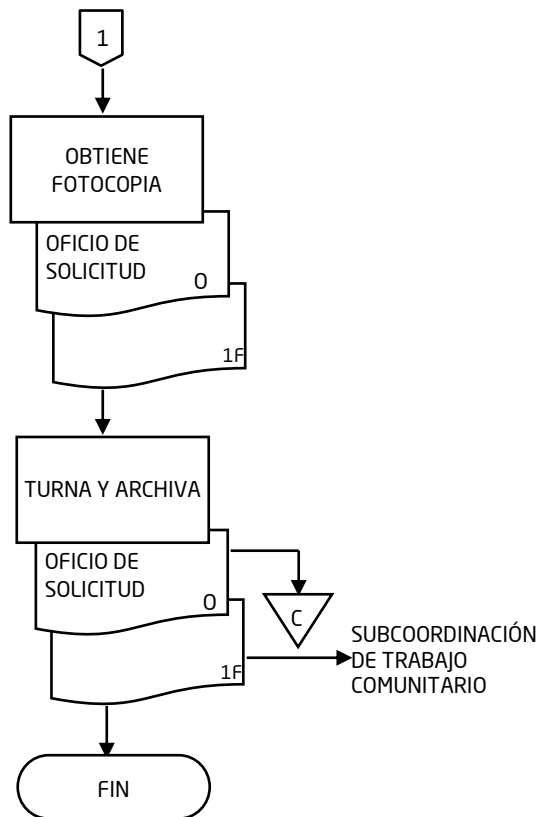 1
OBTIENE
FOTOCOPIA
OFICIO DE
SOLICITUD
O
1F
TURNA Y ARCHIVA
OFICIO DE
SOLICITUD
O
C
1F
SUBCOORDINACIÓN
DE TRABAJO
COMUNITARIO
FIN